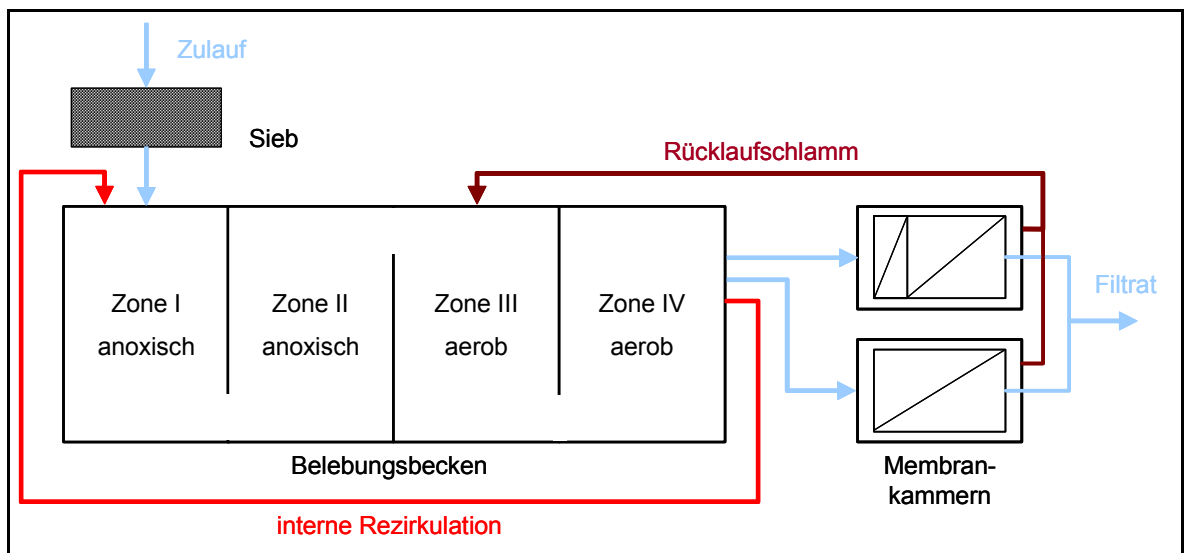 Zulauf
Sieb
Rücklaufschlamm
Zone I
anoxisch
Zone II
anoxisch
Zone III
aerob
Zone IV
aerob
Filtrat
Belebungsbecken
Membran-
kammern
interne Rezirkulation